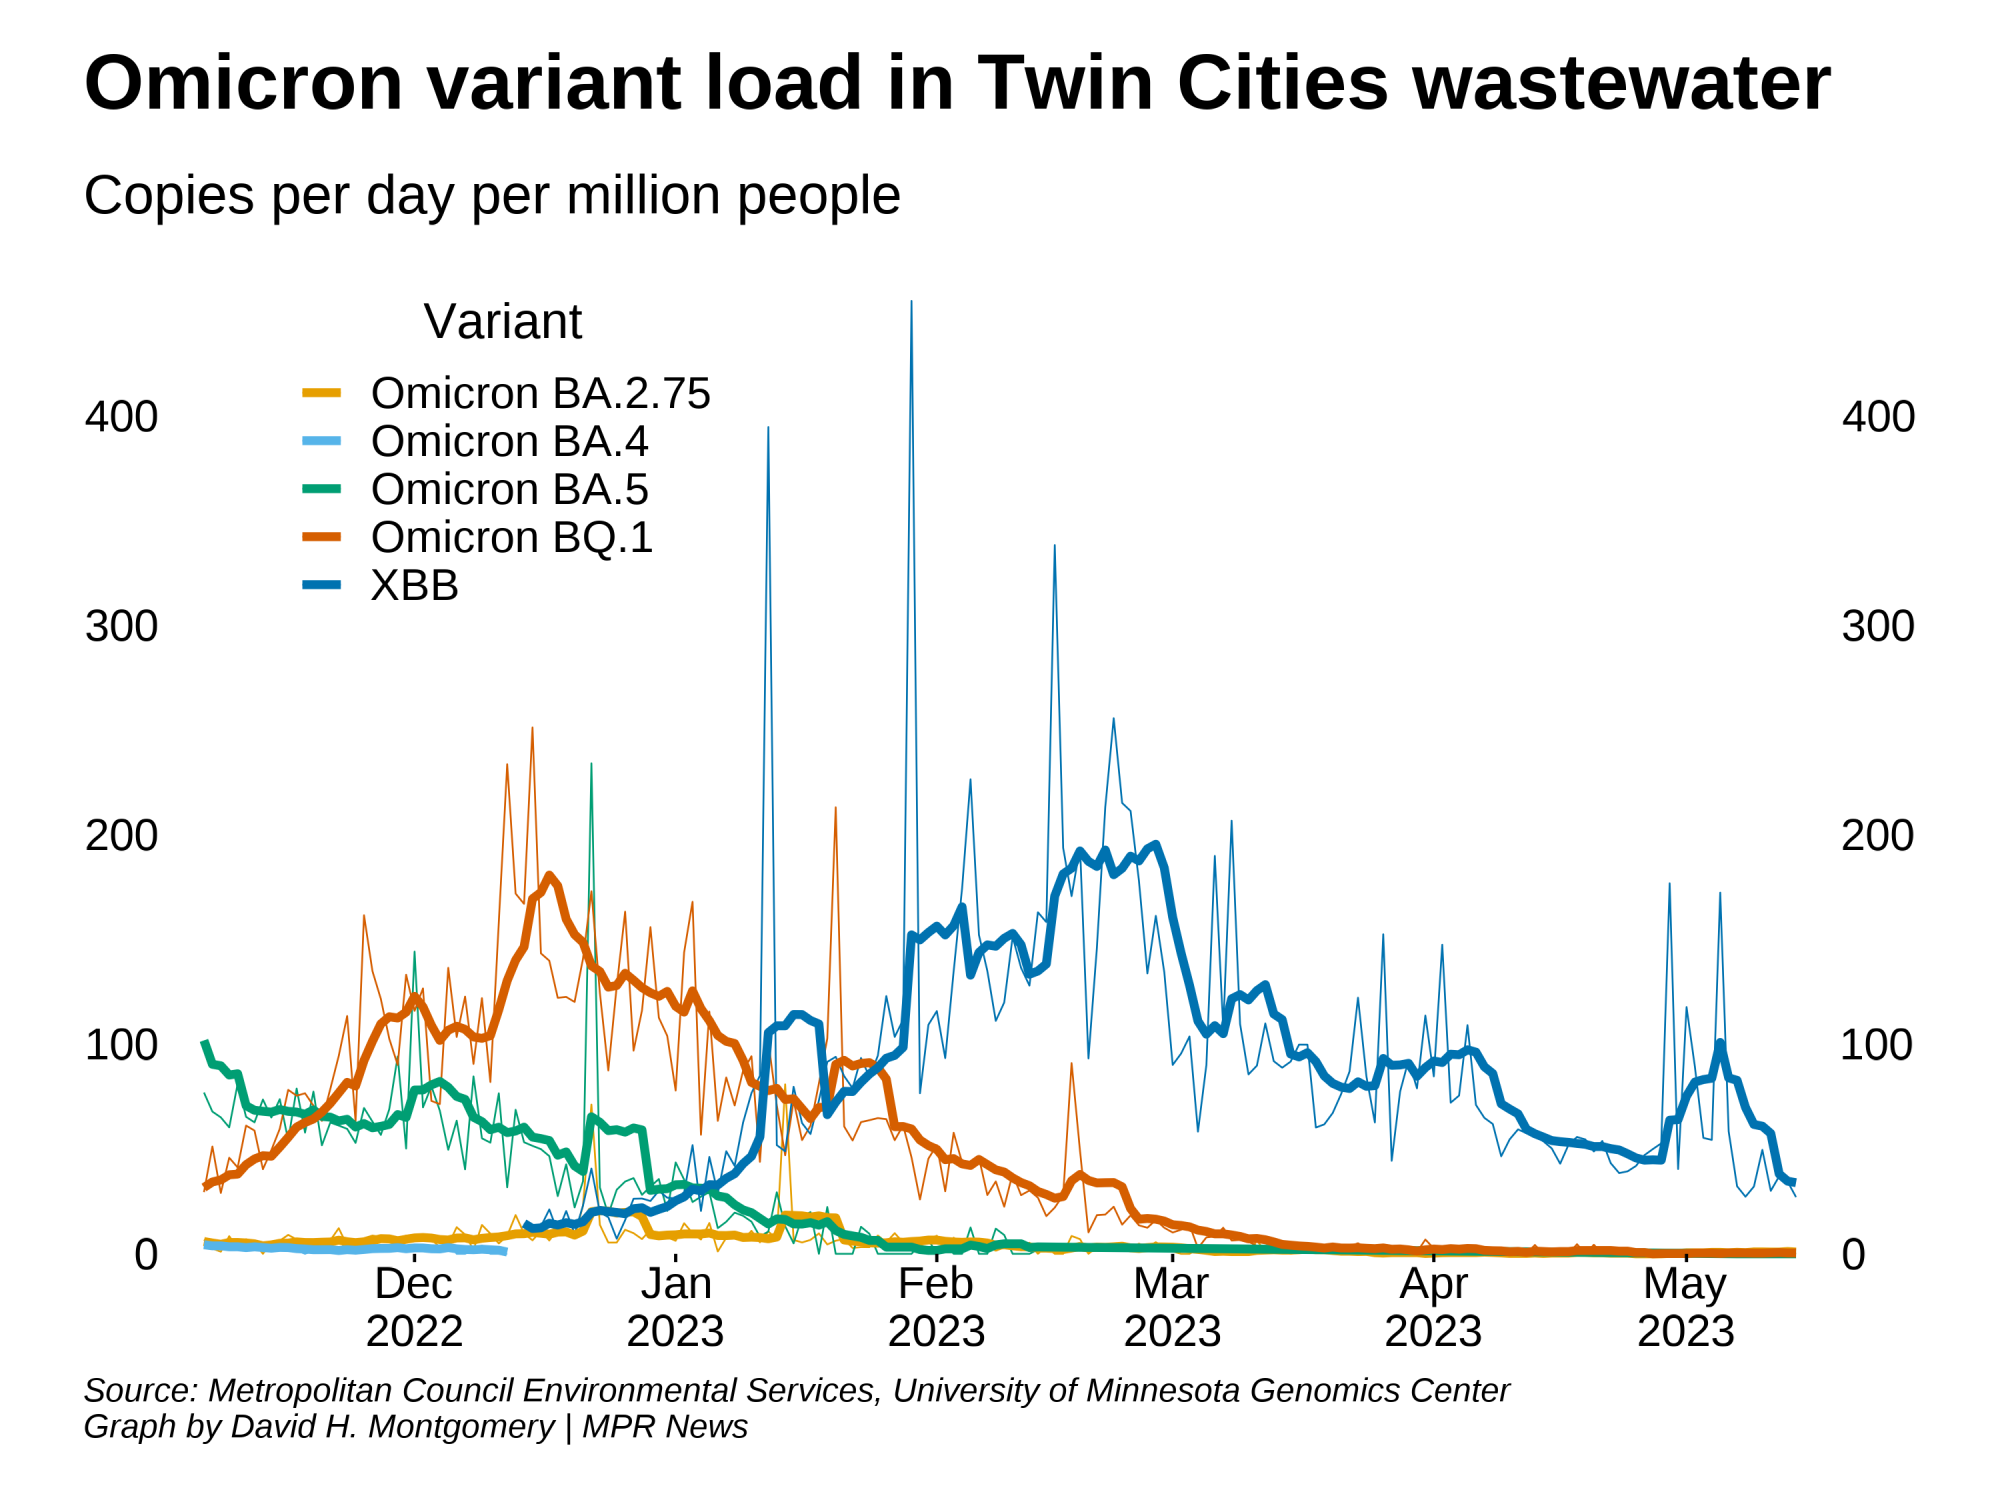 Omicron variant load in Twin Cities wastewater
Copies per day per million people
Variant
Omicron BA.2.75
Omicron BA.4
Omicron BA.5
Omicron BQ.1
XBB
400
400
300
300
200
200
100
100
0
0
Dec
2022
Jan
2023
Feb
2023
Mar
2023
Apr
2023
May
2023
Source: Metropolitan Council Environmental Services, University of Minnesota Genomics Center
Graph by David H. Montgomery | MPR News